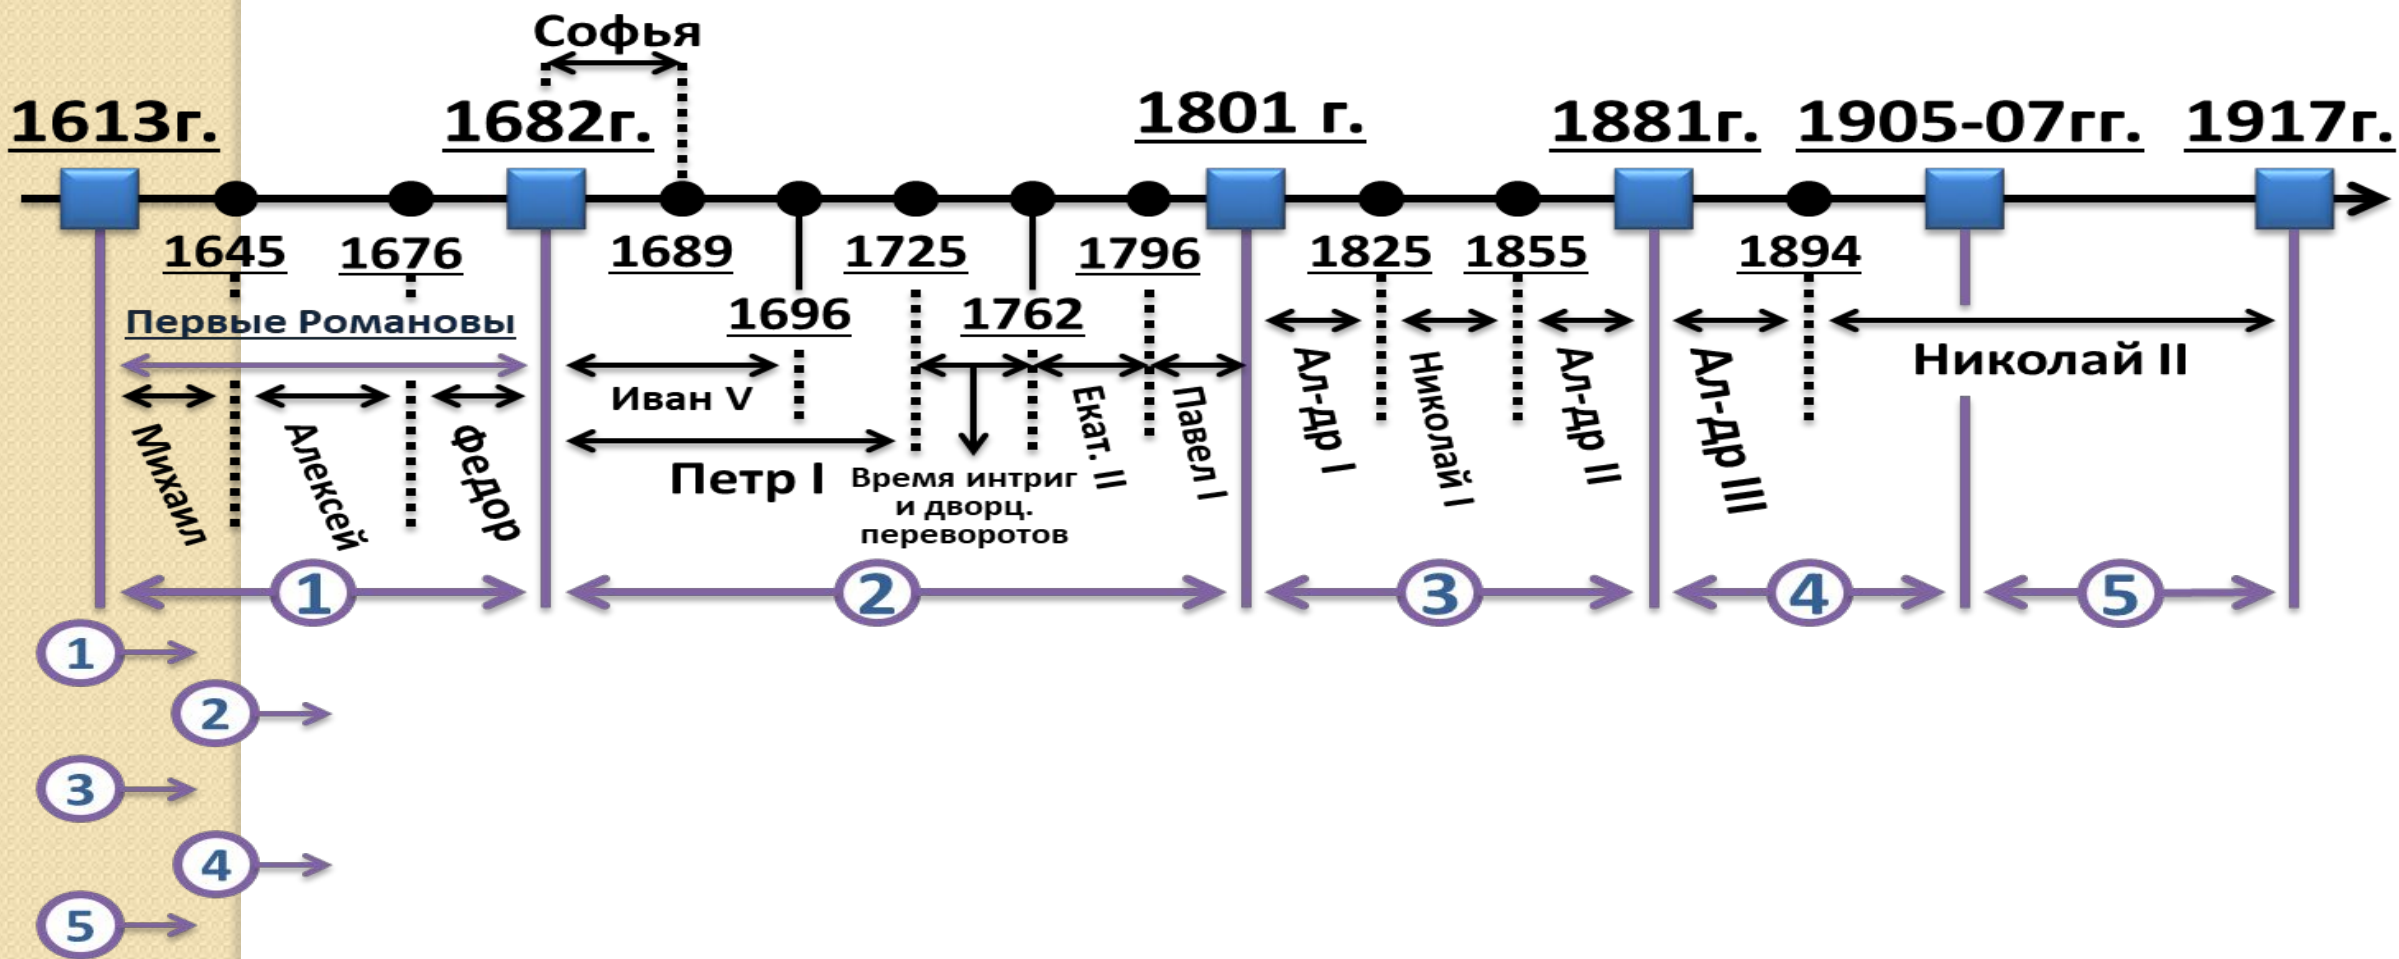 Софья
1613г.
1682г.
1801 г.
1881г.
1905-07гг.
1917г.
1645
1676
1689
1725
1796
1825
1855
1894
1696
1762
Первые Романовы
Николай II
Иван V
Михаил
Алексей
Федор
Петр I
Время интриг
и дворц.
переворотов
Екат. II
Павел I
Ал-др I
Николай I
Ал-др II
Ал-др III
1
2
3
4
5
1
2
3
4
5